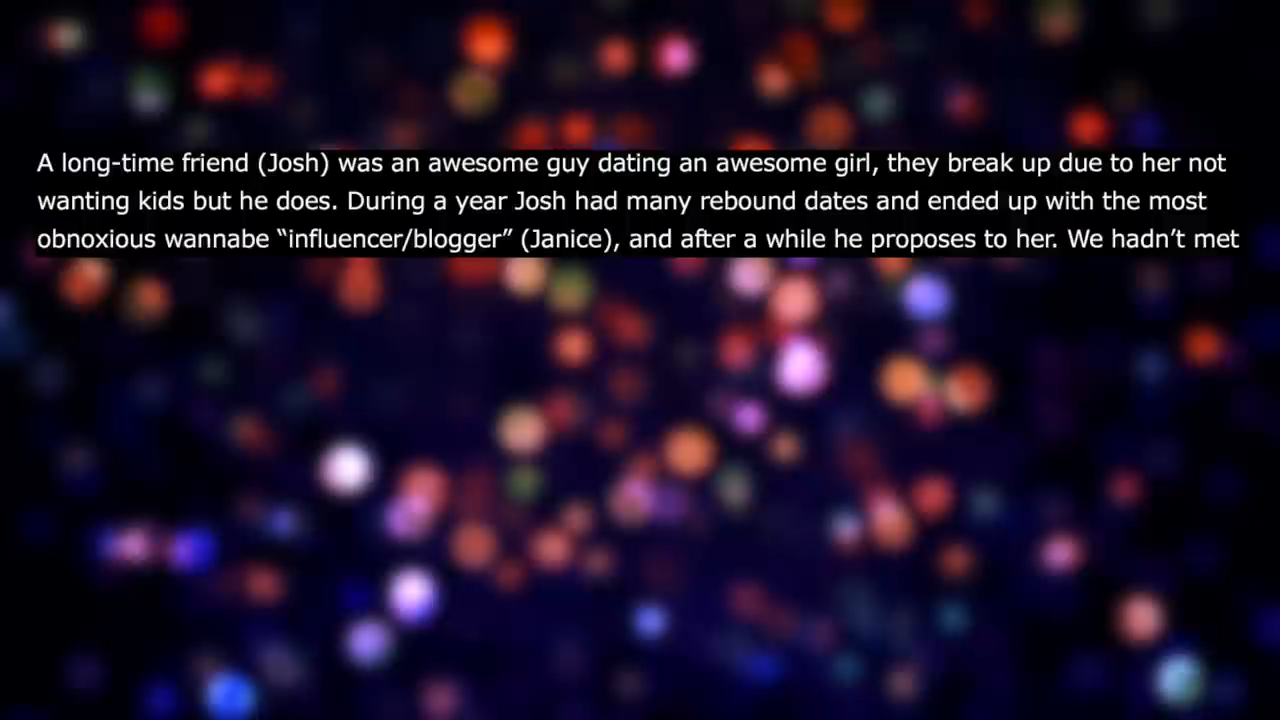 A long-time friend (Josh) was an awesome guy dating an awesome girl, they break up due to her not
wanting kids but he does. During a year Josh had many rebound dates and ended up with the most
obnoxious wannabe “influencer/blogger” (Janice), and after a while he proposes to her. We hadn’t met